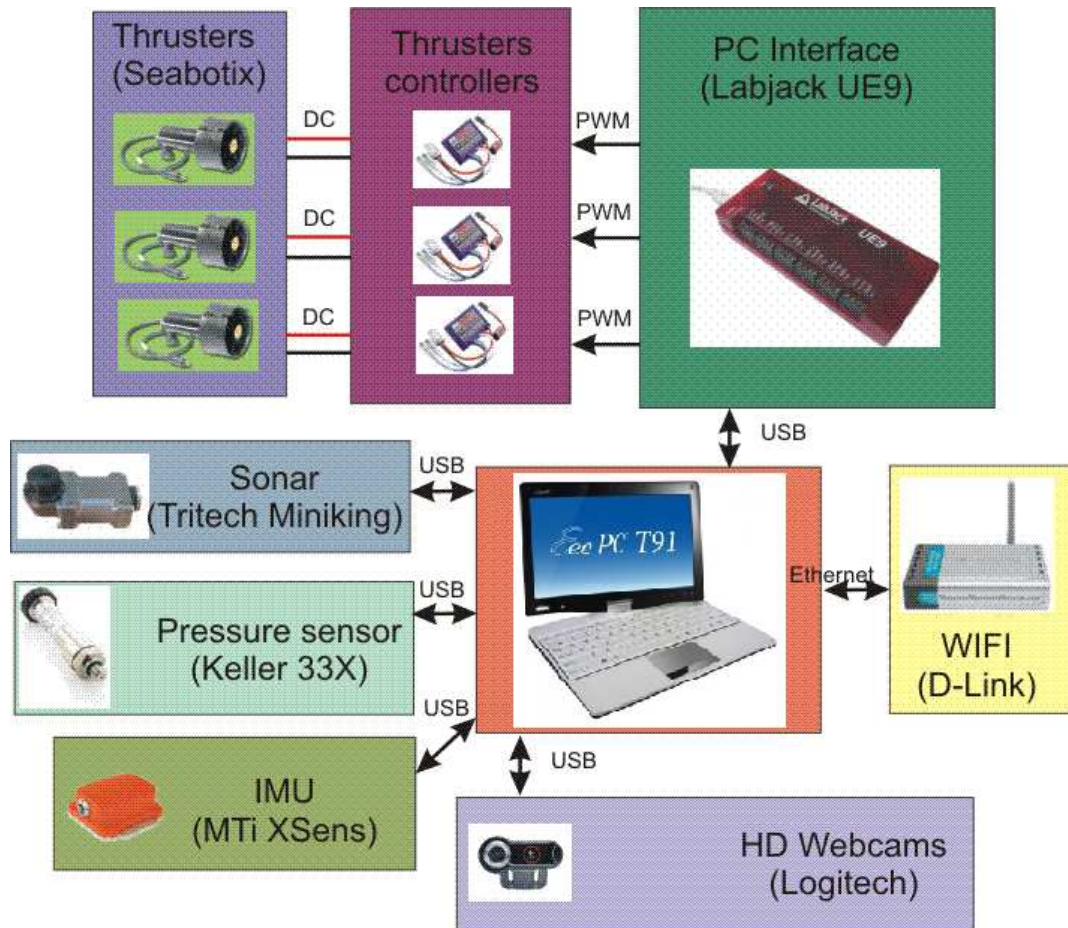 Thrusters
(Seabotix)
Thrusters
controllers
PC Interface
(Labjack UE9)
DC
PWM
DC
PWM
DC
PWM
LabJack
UE9
USB
Sonar
(Tritech Miniking)
USB
Eee PC T91
Ethernet
WIFI
(D-Link)
Pressure sensor
(Keller 33X)
USB
USB
IMU
(MTi XSens)
USB
HD Webcams
(Logitech)